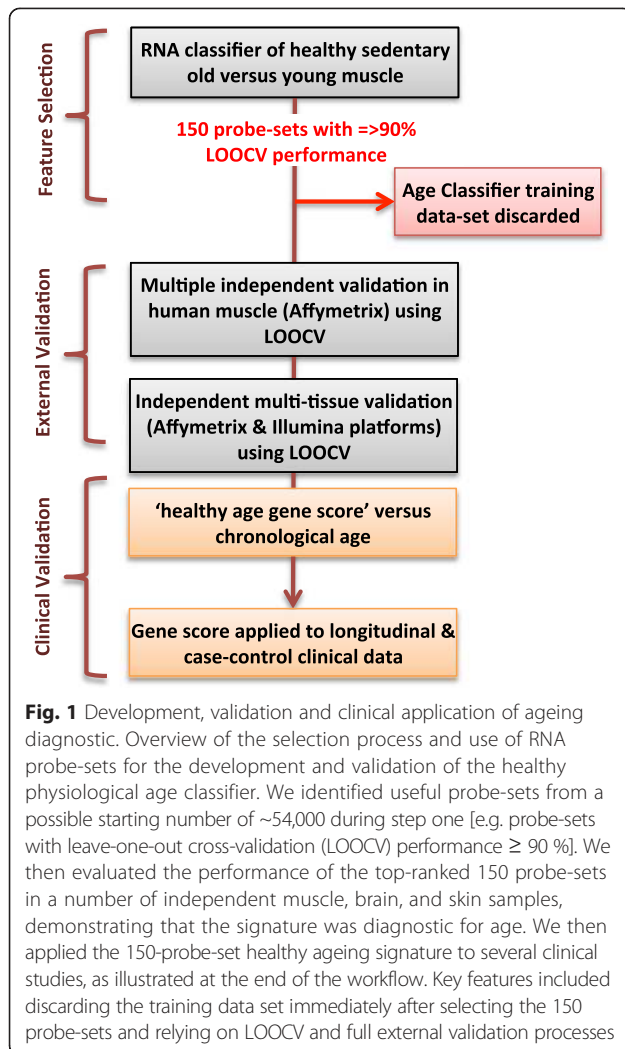 Feature Selection
RNA classifier of healthy sedentary
old versus young muscle
150 probe-sets with =>90%
LOOCV performance
Age Classifier training
data-set discarded
External Validation
Multiple independent validation in
human muscle (Affymetrix) using
LOOCV
Independent multi-tissue validation
(Affymetrix & Illumina platforms)
using LOOCV
Clinical Validation
‘healthy age gene score’ versus
chronological age
Gene score applied to longitudinal &
case-control clinical data
Fig. 1 Development, validation and clinical application of ageing
diagnostic. Overview of the selection process and use of RNA
probe-sets for the development and validation of the healthy
physiological age classifier. We identified useful probe-sets from a
possible starting number of ~54,000 during step one [e.g. probe-sets
with leave-one-out cross-validation (LOOCV) performance ≥ 90 %]. We
then evaluated the performance of the top-ranked 150 probe-sets
in a number of independent muscle, brain, and skin samples,
demonstrating that the signature was diagnostic for age. We then
applied the 150-probe-set healthy ageing signature to several clinical
studies, as illustrated at the end of the workflow. Key features included
discarding the training data set immediately after selecting the 150
probe-sets and relying on LOOCV and full external validation processes